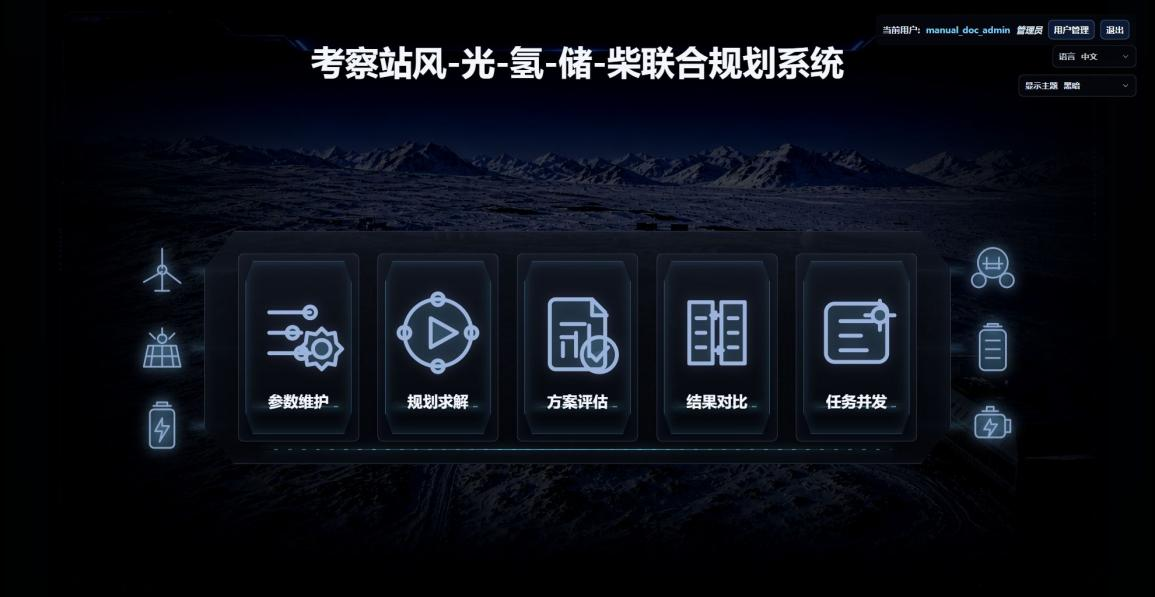 当前用户: manual_doc_admin 管理员 用户管理 退出
考察站风-光-氢-储-柴联合规划系统
语言 中文
显示主题 黑暗
参数维护 规划求解 方案评估 结果对比 任务并发